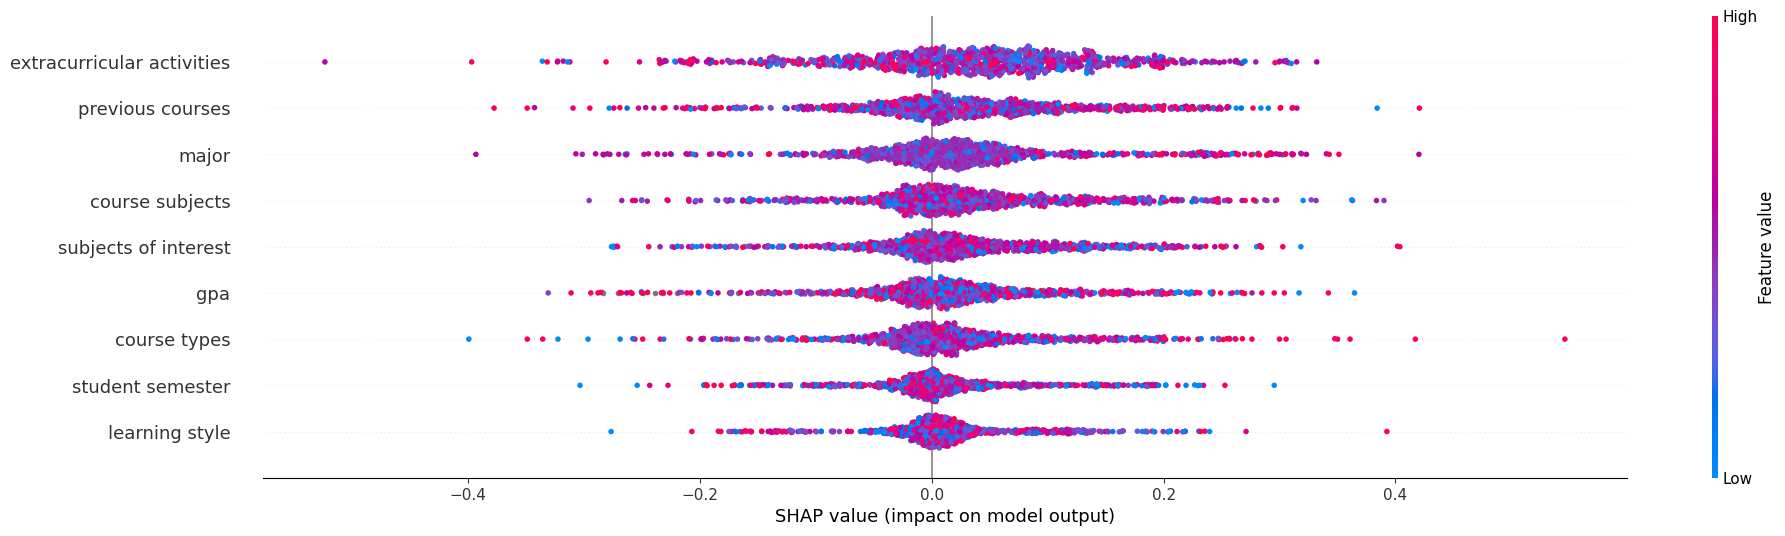 High
extracurricular activities
previous courses
major
course subjects
subjects of interest
gpa
course types
student semester
learning style
Feature value
Low
−0.4 −0.2 0.0 0.2 0.4
SHAP value (impact on model output)